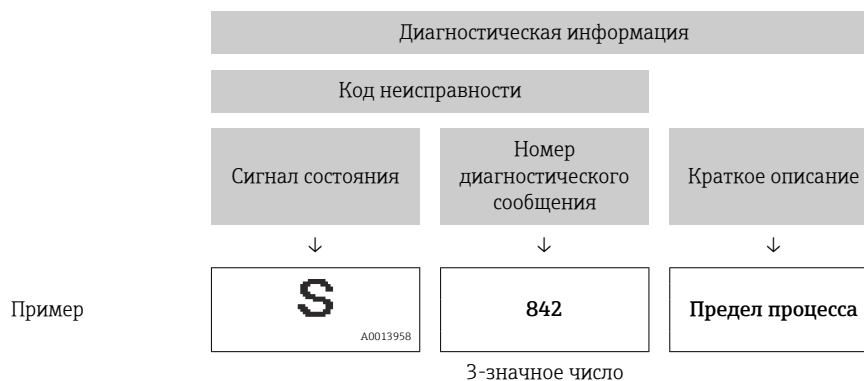 Диагностическая информация
Код неисправности
Сигнал состояния
Номер
диагностического
сообщения
Краткое описание
↓ ↓ ↓
Пример
S
A0013958
842
Предел процесса
3-значное число